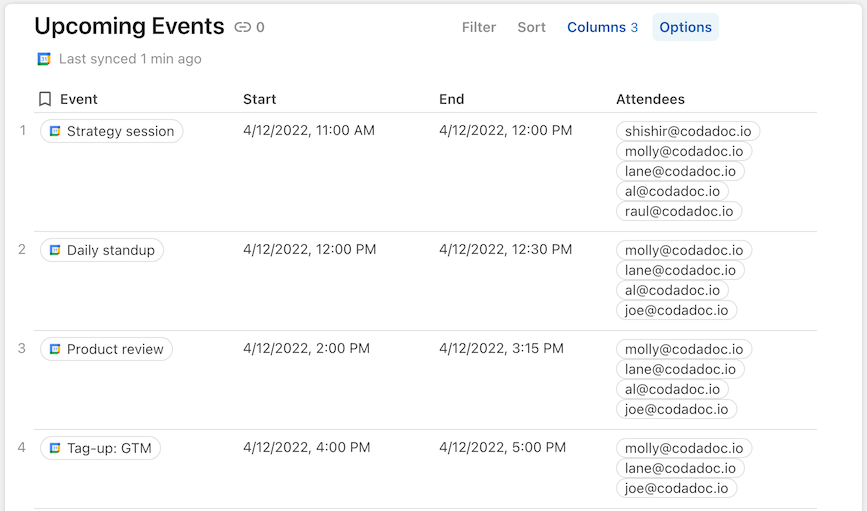 Upcoming Events 0 Filter Sort Columns 3 Options
Last synced 1 min ago
Event Start End Attendees
1 Strategy session 4/12/2022, 11:00 AM 4/12/2022, 12:00 PM shishir@codadoc.io
molly@codadoc.io
lane@codadoc.io
al@codadoc.io
raul@codadoc.io
2 Daily standup 4/12/2022, 12:00 PM 4/12/2022, 12:30 PM molly@codadoc.io
lane@codadoc.io
al@codadoc.io
joe@codadoc.io
3 Product review 4/12/2022, 2:00 PM 4/12/2022, 3:15 PM molly@codadoc.io
lane@codadoc.io
al@codadoc.io
joe@codadoc.io
4 Tag-up: GTM 4/12/2022, 4:00 PM 4/12/2022, 5:00 PM molly@codadoc.io
lane@codadoc.io
joe@codadoc.io